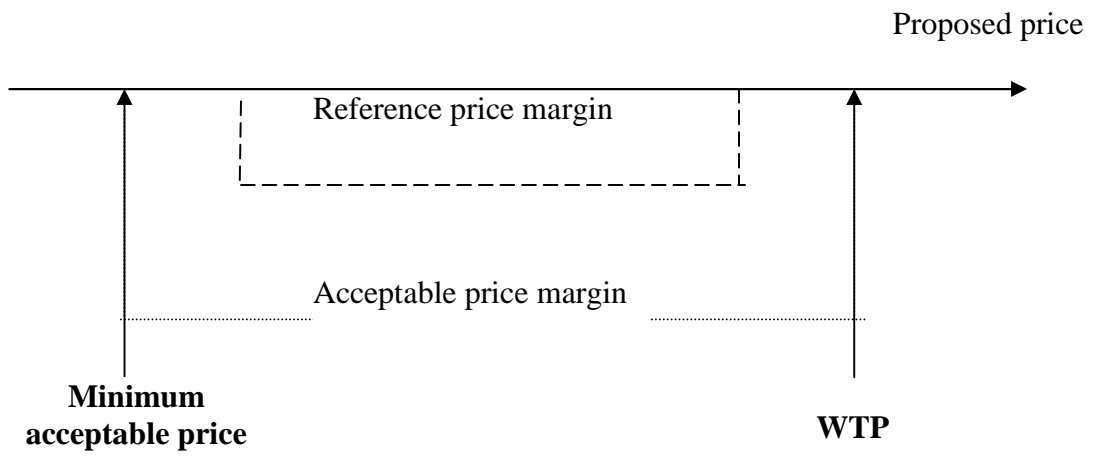 Proposed price
Reference price margin
Acceptable price margin
Minimum
acceptable price
WTP